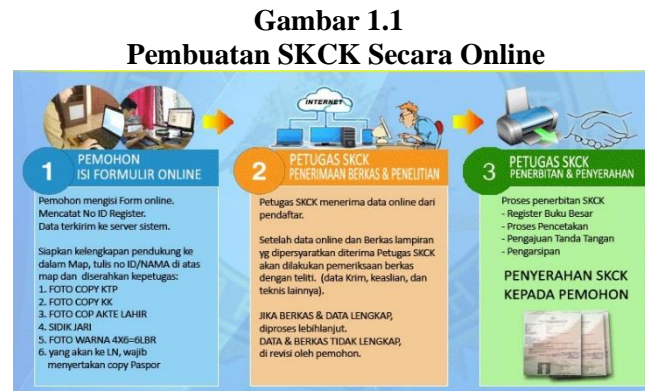 Gambar 1.1
Pembuatan SKCK Secara Online
INTERNET
1
PEMOHON
ISI FORMULIR ONLINE
Pemohon mengisi Form online.
Mencatat No ID Register.
Data terkirim ke server sistem.
Siapkan kelengkapan pendukung ke
dalam Map, tulis no ID/NAMA di atas
map dan diserahkan kepetugas:
1. FOTO COPY KTP
2. FOTO COPY KK
3. FOTO COP AKTE LAHIR
4. SIDIK JARI
5. FOTO WARNA 4X6=6LBR
6. yang akan ke LN, wajib
menyertakan copy Paspor
2
PETUGAS SKCK
PENERIMAAN BERKAS & PENELITIAN
Petugas SKCK menerima data online dari
pendaftar.
Setelah data online dan Berkas lampiran
yg dipersyaratkan diterima Petugas SKCK
akan dilakukan pemeriksaan berkas
dengan teliti. (data Krim, keaslian, dan
teknis lainnya).
JIKA BERKAS & DATA LENGKAP,
diproses lebihlanjut.
DATA & BERKAS TIDAK LENGKAP,
di revisi oleh pemohon.
3
PETUGAS SKCK
PENERBITAN & PENYERAHAN
Proses penerbitan SKCK
- Register Buku Besar
- Proses Pencetakan
- Pengajuan Tanda Tangan
- Pengarsipan
PENYERAHAN SKCK
KEPADA PEMOHON